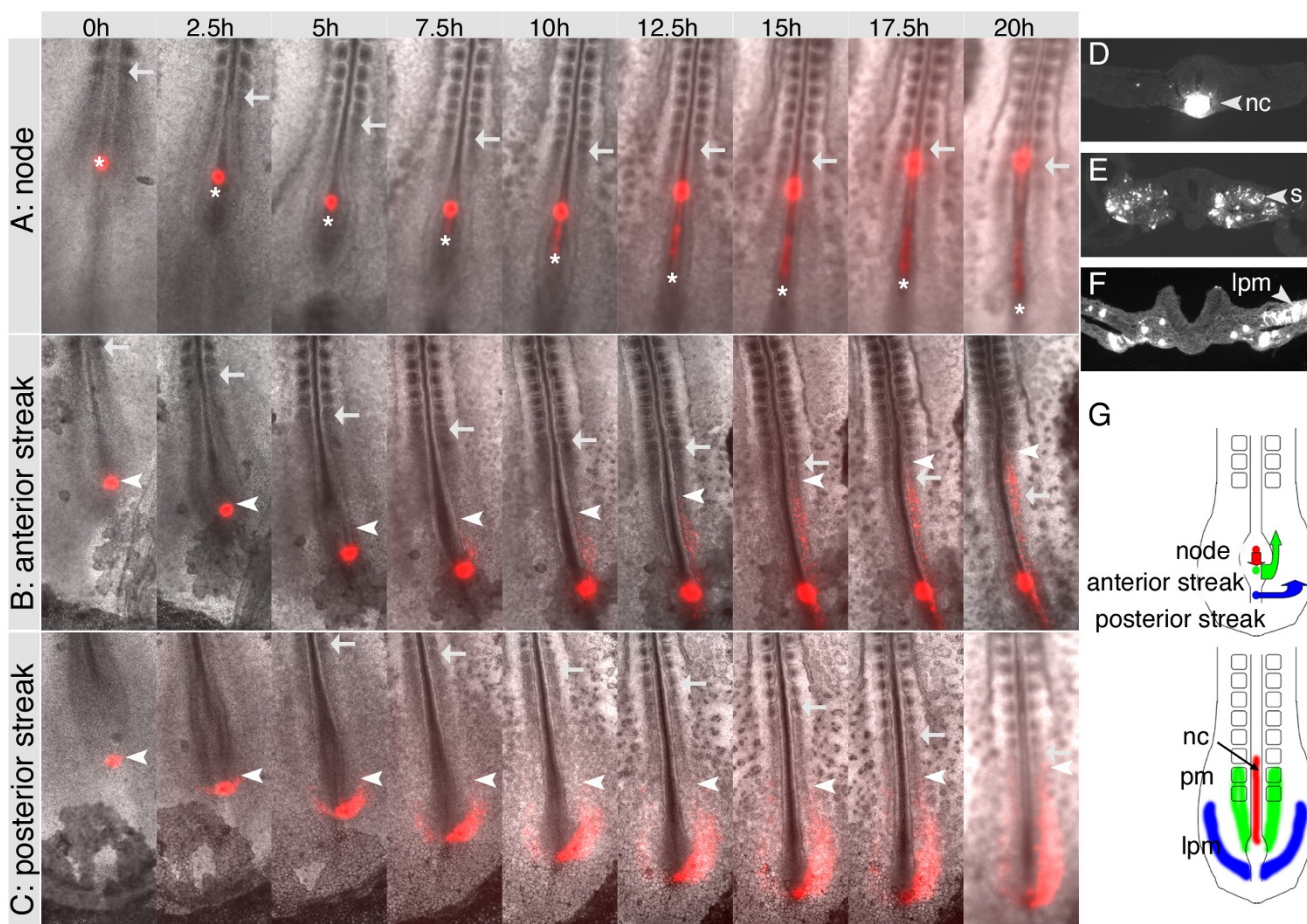 0h 2.5h 5h 7.5h 10h 12.5h 15h 17.5h 20h
A: node
B: anterior streak
C: posterior streak
D
nc
E
s
F
lpm
G
node
anterior streak
posterior streak
nc
pm
lpm